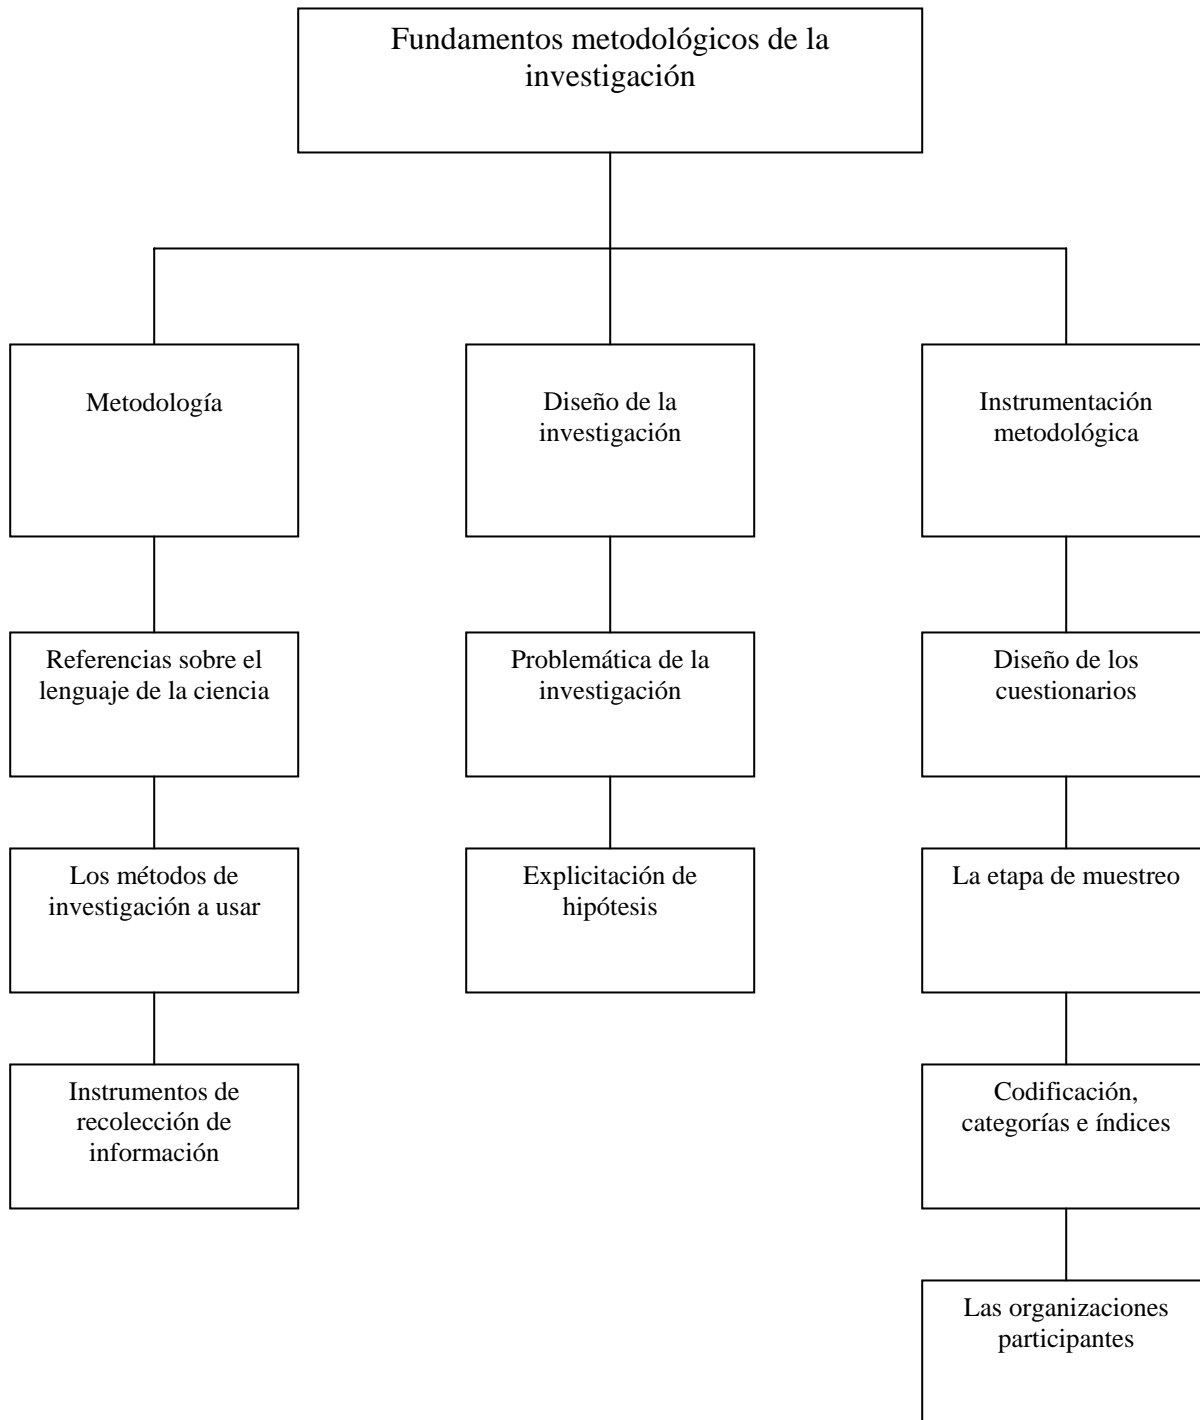 Fundamentos metodológicos de la
investigación
Metodología
Diseño de la
investigación
Instrumentación
metodológica
Referencias sobre el
lenguaje de la ciencia
Problemática de la
investigación
Diseño de los
cuestionarios
Los métodos de
investigación a usar
Explicitación de
hipótesis
La etapa de muestreo
Instrumentos de
recolección de
información
Codificación,
categorías e índices
Las organizaciones
participantes